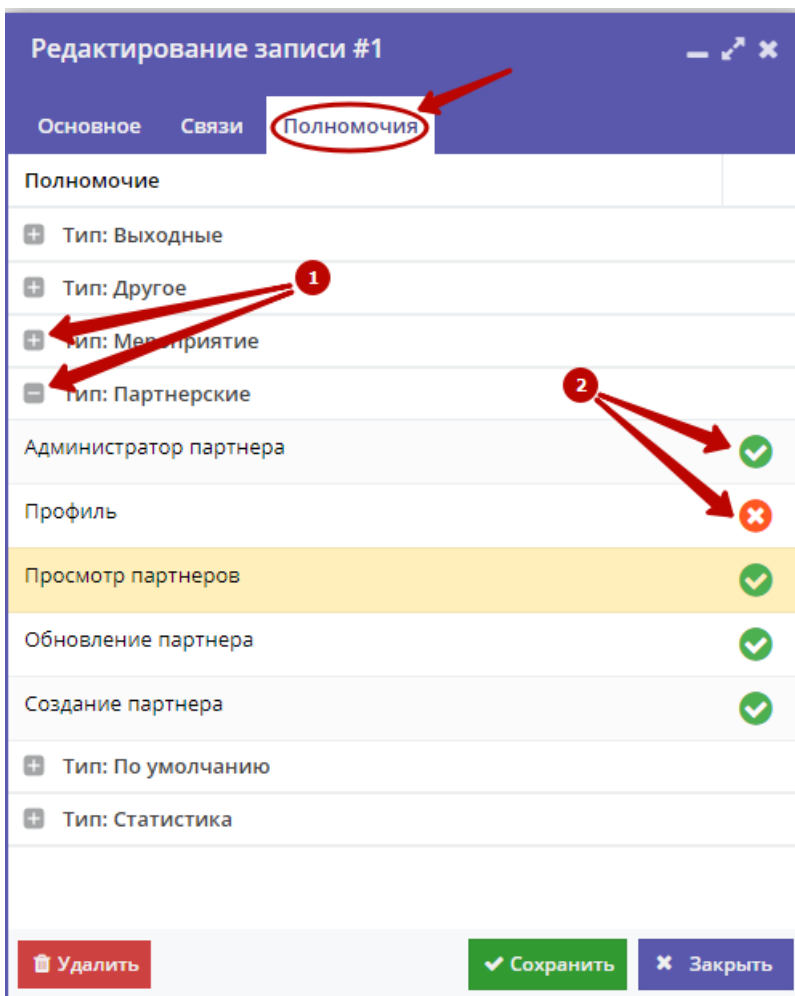 Редактирование записи #1
Основное Связи Полномочия
Полномочие
Тип: Выходные
Тип: Другое
1
Тип: Мероприятие
Тип: Партнерские
2
Администратор партнера
Профиль
Просмотр партнеров
Обновление партнера
Создание партнера
Тип: По умолчанию
Тип: Статистика
Удалить Сохранить Закрыть